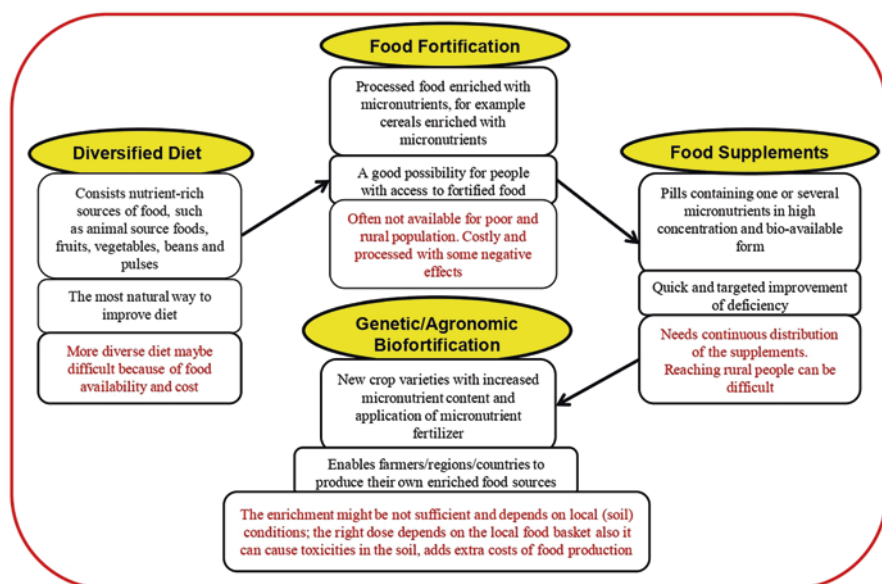 Food Fortification
Processed food enriched with
micronutrients, for example
cereals enriched with
micronutrients
A good possibility for people
with access to fortified food
Often not available for poor and
rural population. Costly and
processed with some negative
effects
Diversified Diet
Consists nutrient-rich
sources of food, such
as animal source foods,
fruits, vegetables, beans and
pulses
The most natural way to
improve diet
More diverse diet maybe
difficult because of food
availability and cost
Food Supplements
Pills containing one or several
micronutrients in high
concentration and bio-available
form
Quick and targeted improvement
of deficiency
Needs continuous distribution
of the supplements.
Reaching rural people can be
difficult
Genetic/Agronomic
Biofortification
New crop varieties with increased
micronutrient content and
application of micronutrient
fertilizer
Enables farmers/regions/countries to
produce their own enriched food sources
The enrichment might be not sufficient and depends on local (soil)
conditions; the right dose depends on the local food basket also it
can cause toxicities in the soil, adds extra costs of food production